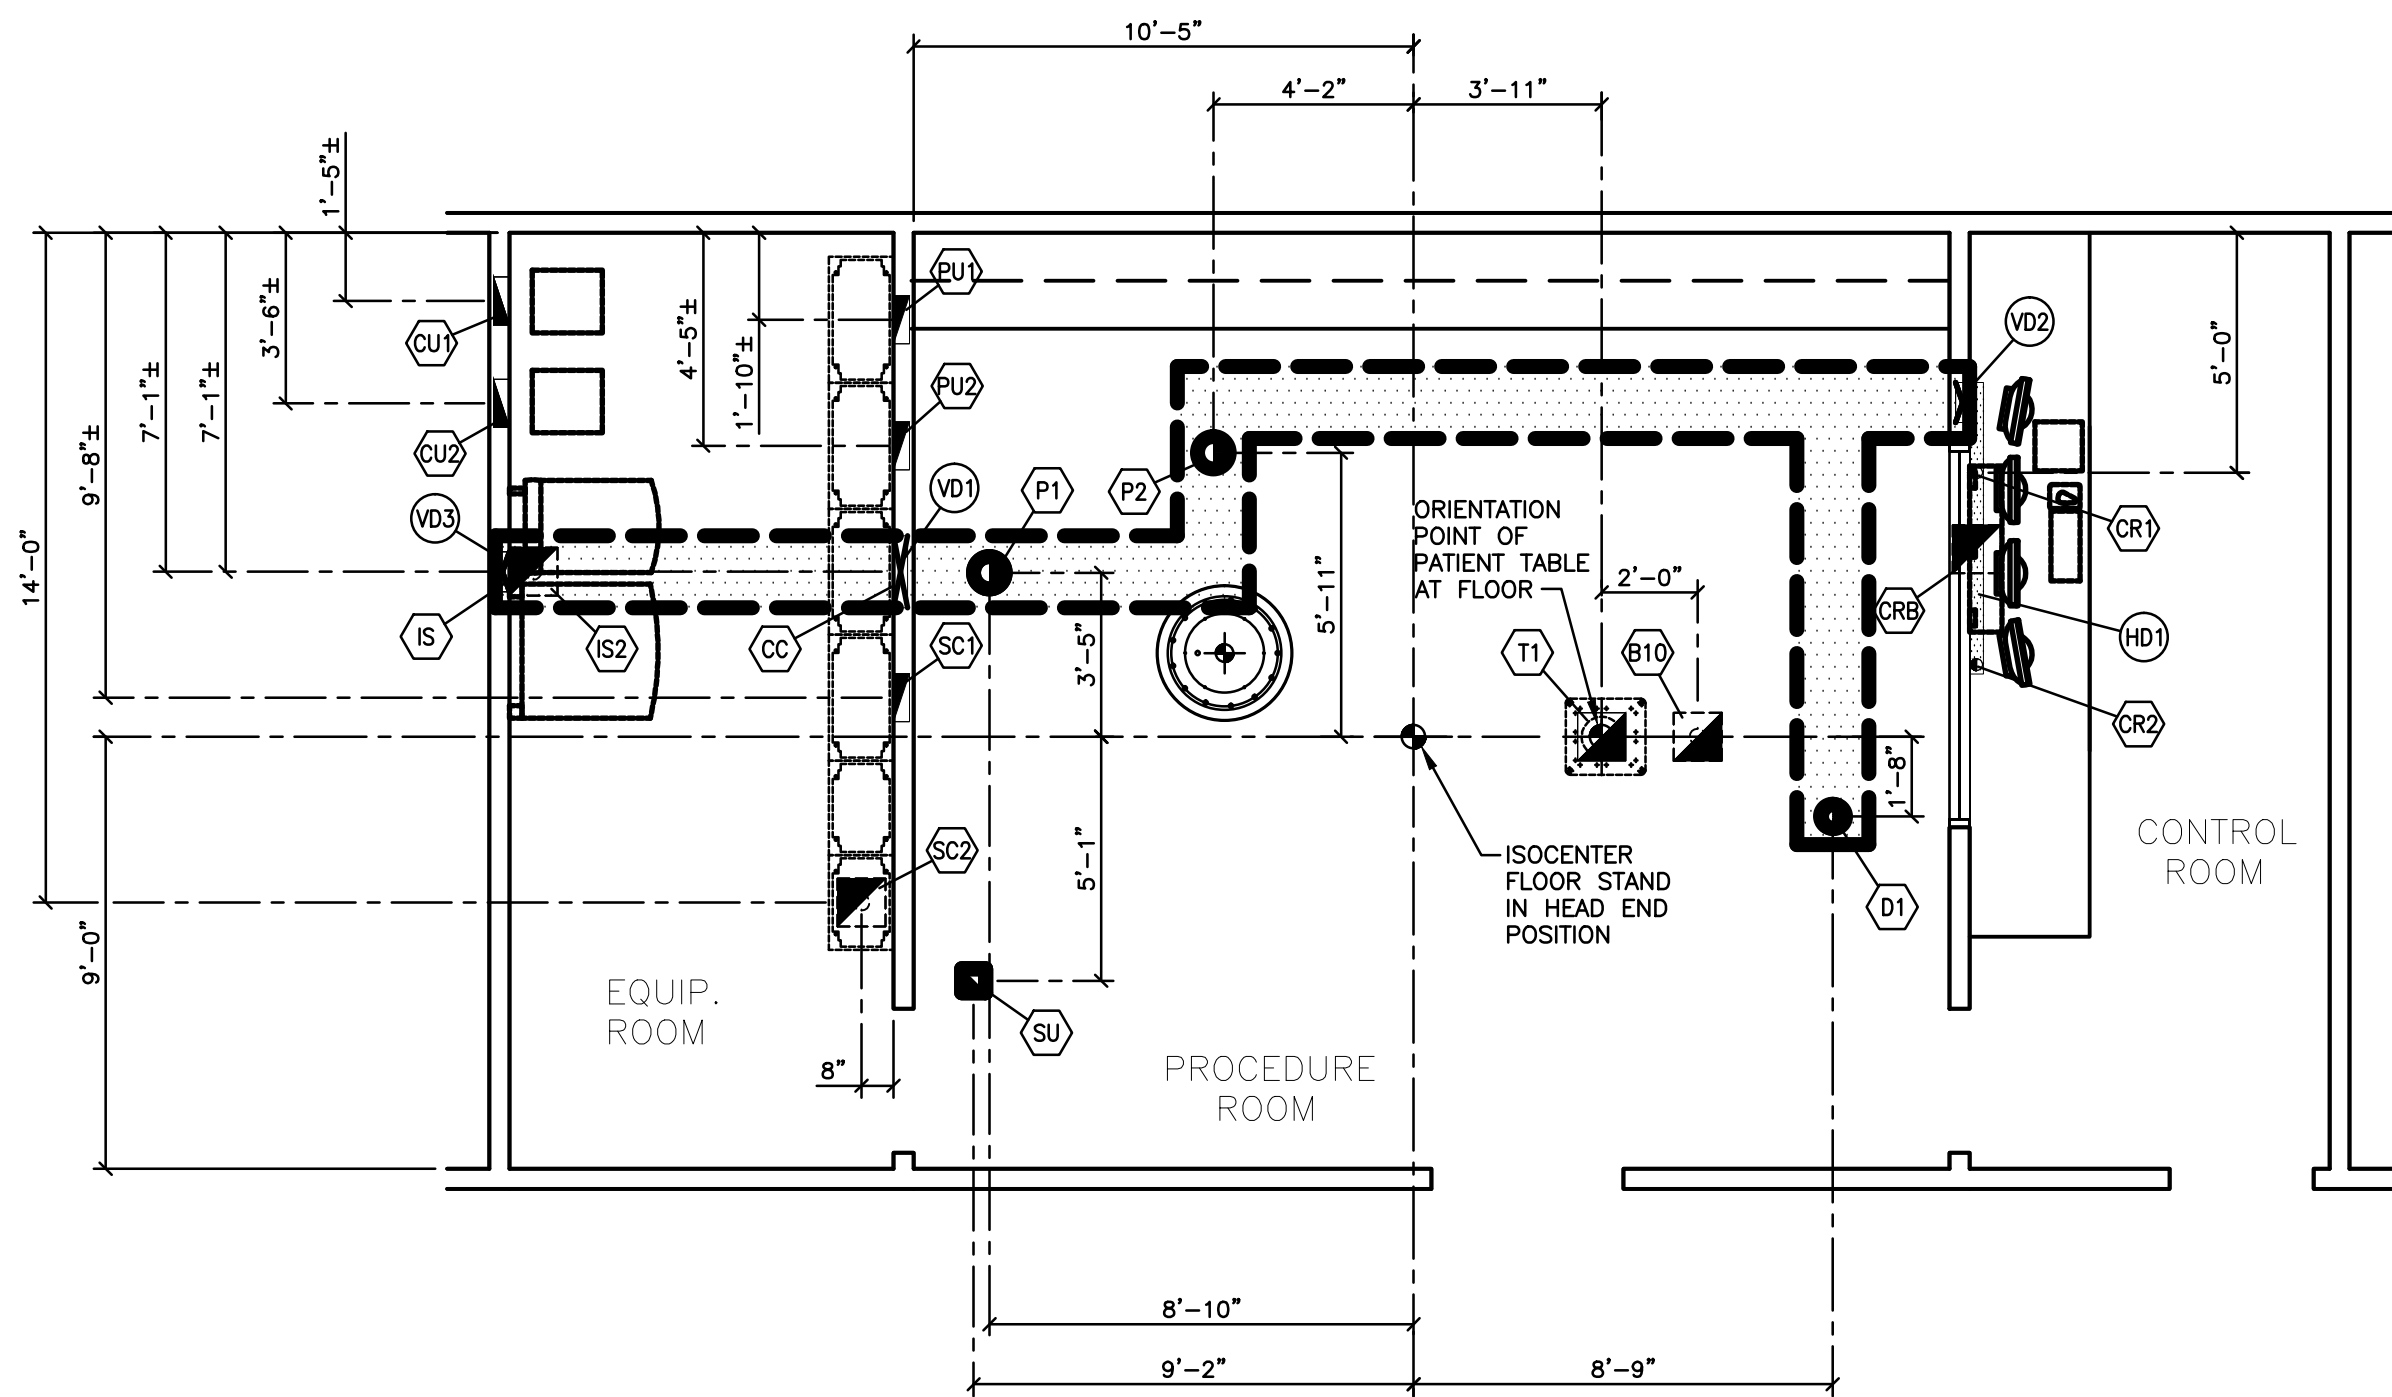 10'-5"
4'-2"
3'-11"
1'-5"±
3'-6"±
7'-1"±
7'-1"±
9'-8"±
14'-0"
9'-0"
4'-5"±
1'-10"±
5'-0"
PU1
PU2
CU1
CU2
VD1
VD2
VD3
P1
P2
ORIENTATION
POINT OF
PATIENT TABLE
AT FLOOR
2'-0"
5'-11"
3'-5"
IS
IS2
CC
SC1
T1
B10
CR1
CRB
HD1
CR2
1'-8"
5'-1"
SC2
ISOCENTER
FLOOR STAND
IN HEAD END
POSITION
D1
CONTROL
ROOM
EQUIP.
ROOM
SU
8"
PROCEDURE
ROOM
8'-10"
9'-2"
8'-9"